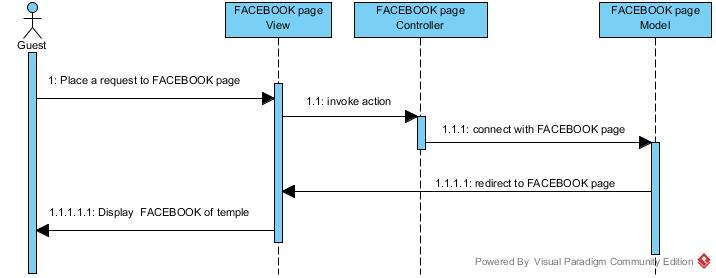 FACEBOOK page
View
FACEBOOK page
Controller
FACEBOOK page
Model
Guest
1: Place a request to FACEBOOK page
1.1: invoke action
1.1.1: connect with FACEBOOK page
1.1.1.1: redirect to FACEBOOK page
1.1.1.1.1: Display FACEBOOK of temple
Powered By Visual Paradigm Community Edition